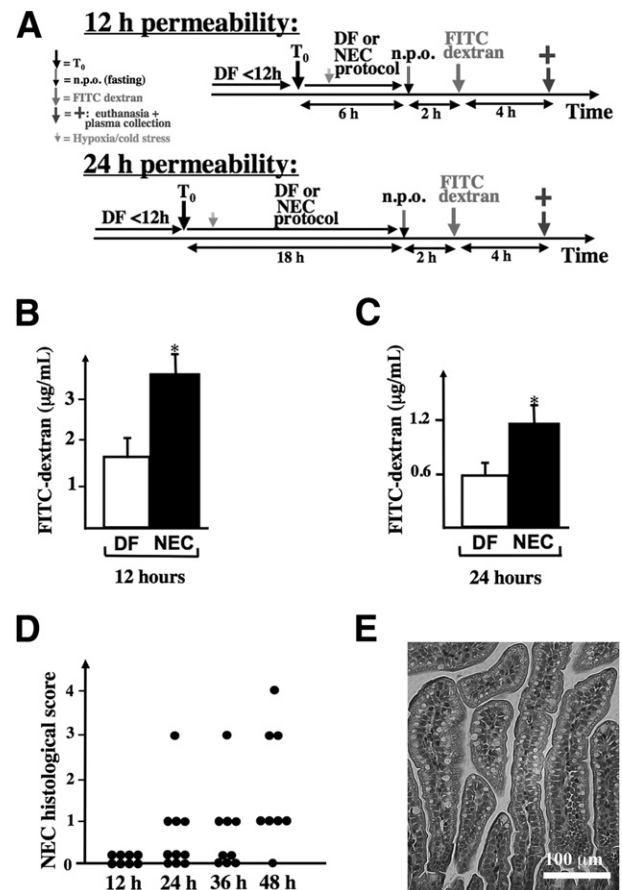 A
12 h permeability:
= T0
= n.p.o. (fasting)
= FITC dextran
= +: euthanasia + plasma collection
= Hypoxia/cold stress
DF <12h
T0
DF or
NEC
protocol
n.p.o.
FITC
dextran
+
6 h
2 h
4 h
Time
24 h permeability:
DF <12h
T0
DF or
NEC
protocol
n.p.o.
FITC
dextran
+
18 h
2 h
4 h
Time
B
FITC-dextran (µg/mL)
3
2
1
*
DF NEC
12 hours
C
FITC-dextran (µg/mL)
1.2
0.6
*
DF NEC
24 hours
D
NEC histological score
4
3
2
1
0
12 h 24 h 36 h 48 h
E
100 µm